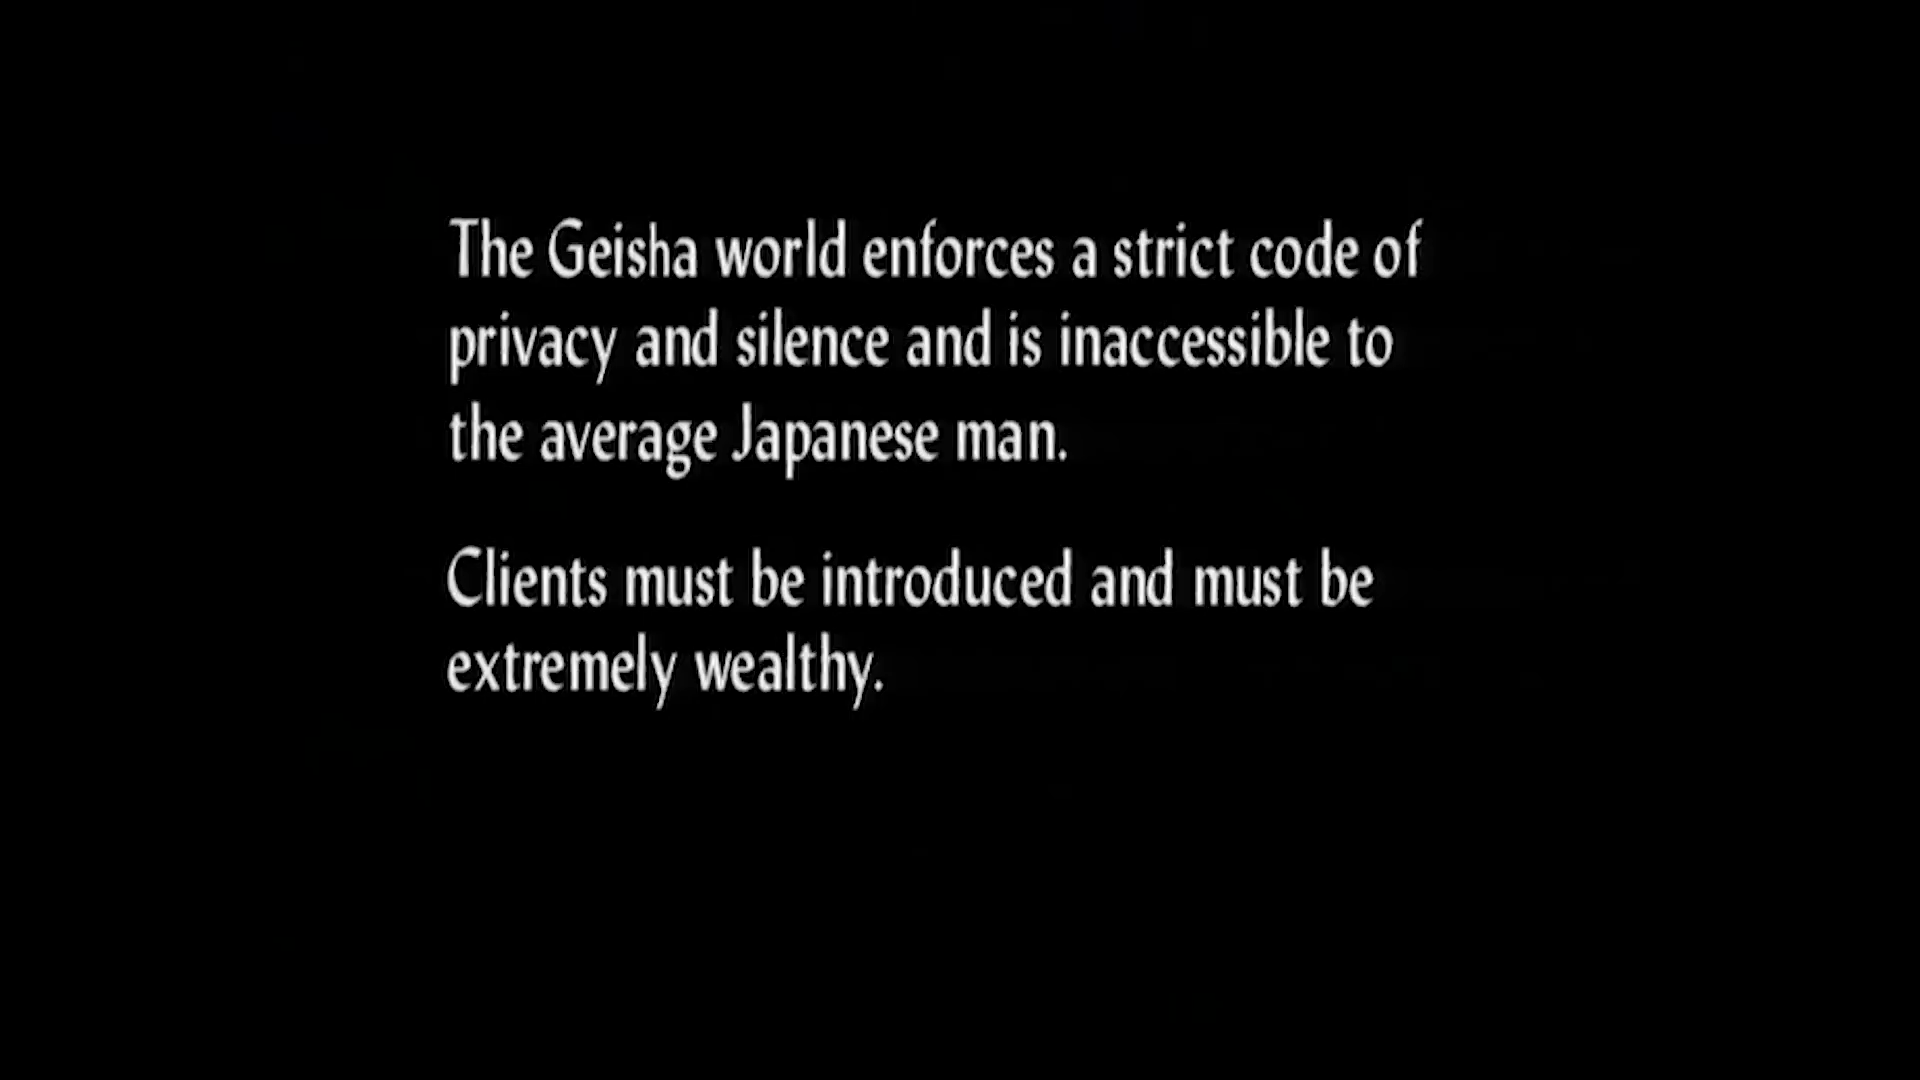 The Geisha world enforces a strict code of
privacy and silence and is inaccessible to
the average Japanese man.
Clients must be introduced and must be
extremely wealthy.